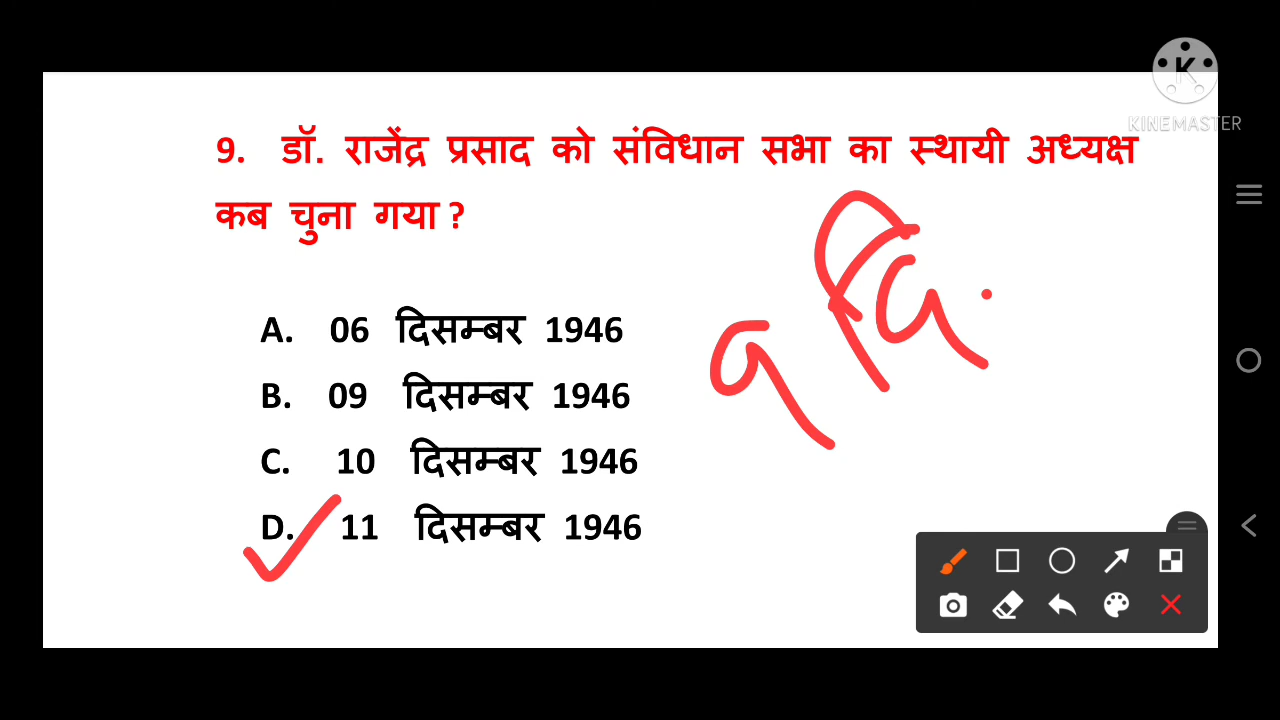 KINEMASTER
9. डॉ. राजेंद्र प्रसाद को संविधान सभा का स्थायी अध्यक्ष
कब चुना गया ?
A. 06 दिसम्बर 1946
B. 09 दिसम्बर 1946
C. 10 दिसम्बर 1946
D. 11 दिसम्बर 1946